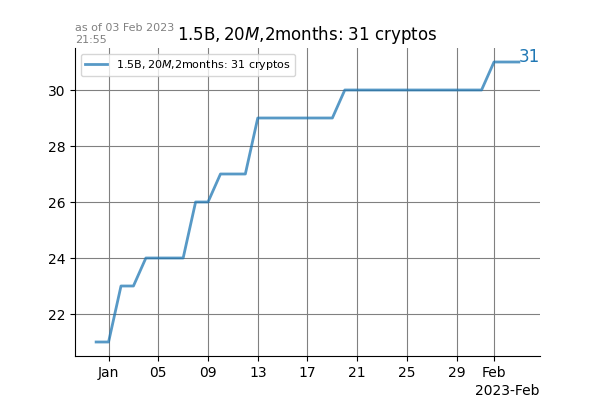 as of 03 Feb 2023
21:55
1.5B, 20M,2months: 31 cryptos
1.5B, 20M,2months: 31 cryptos
31
30
28
26
24
22
Jan 05 09 13 17 21 25 29 Feb
2023-Feb